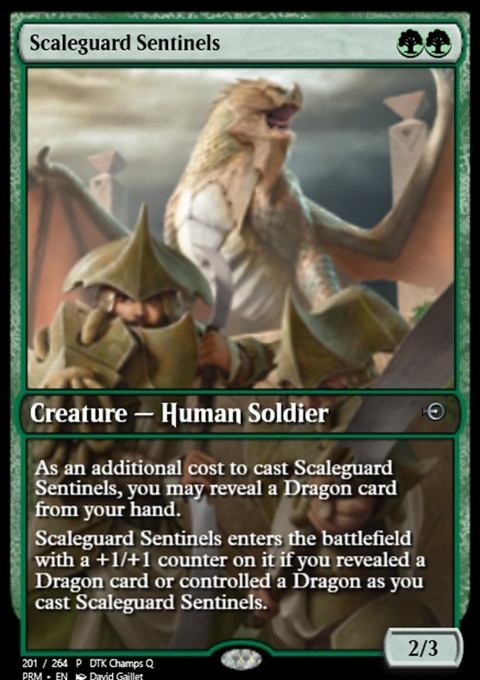 Scaleguard Sentinels
Creature — Human Soldier
As an additional cost to cast Scaleguard
Sentinels, you may reveal a Dragon card
from your hand.
Scaleguard Sentinels enters the battlefield
with a +1/+1 counter on it if you revealed a
Dragon card or controlled a Dragon as you
cast Scaleguard Sentinels.
2/3
201 / 264 P DTK Champs Q
PRM • EN David Gaillet